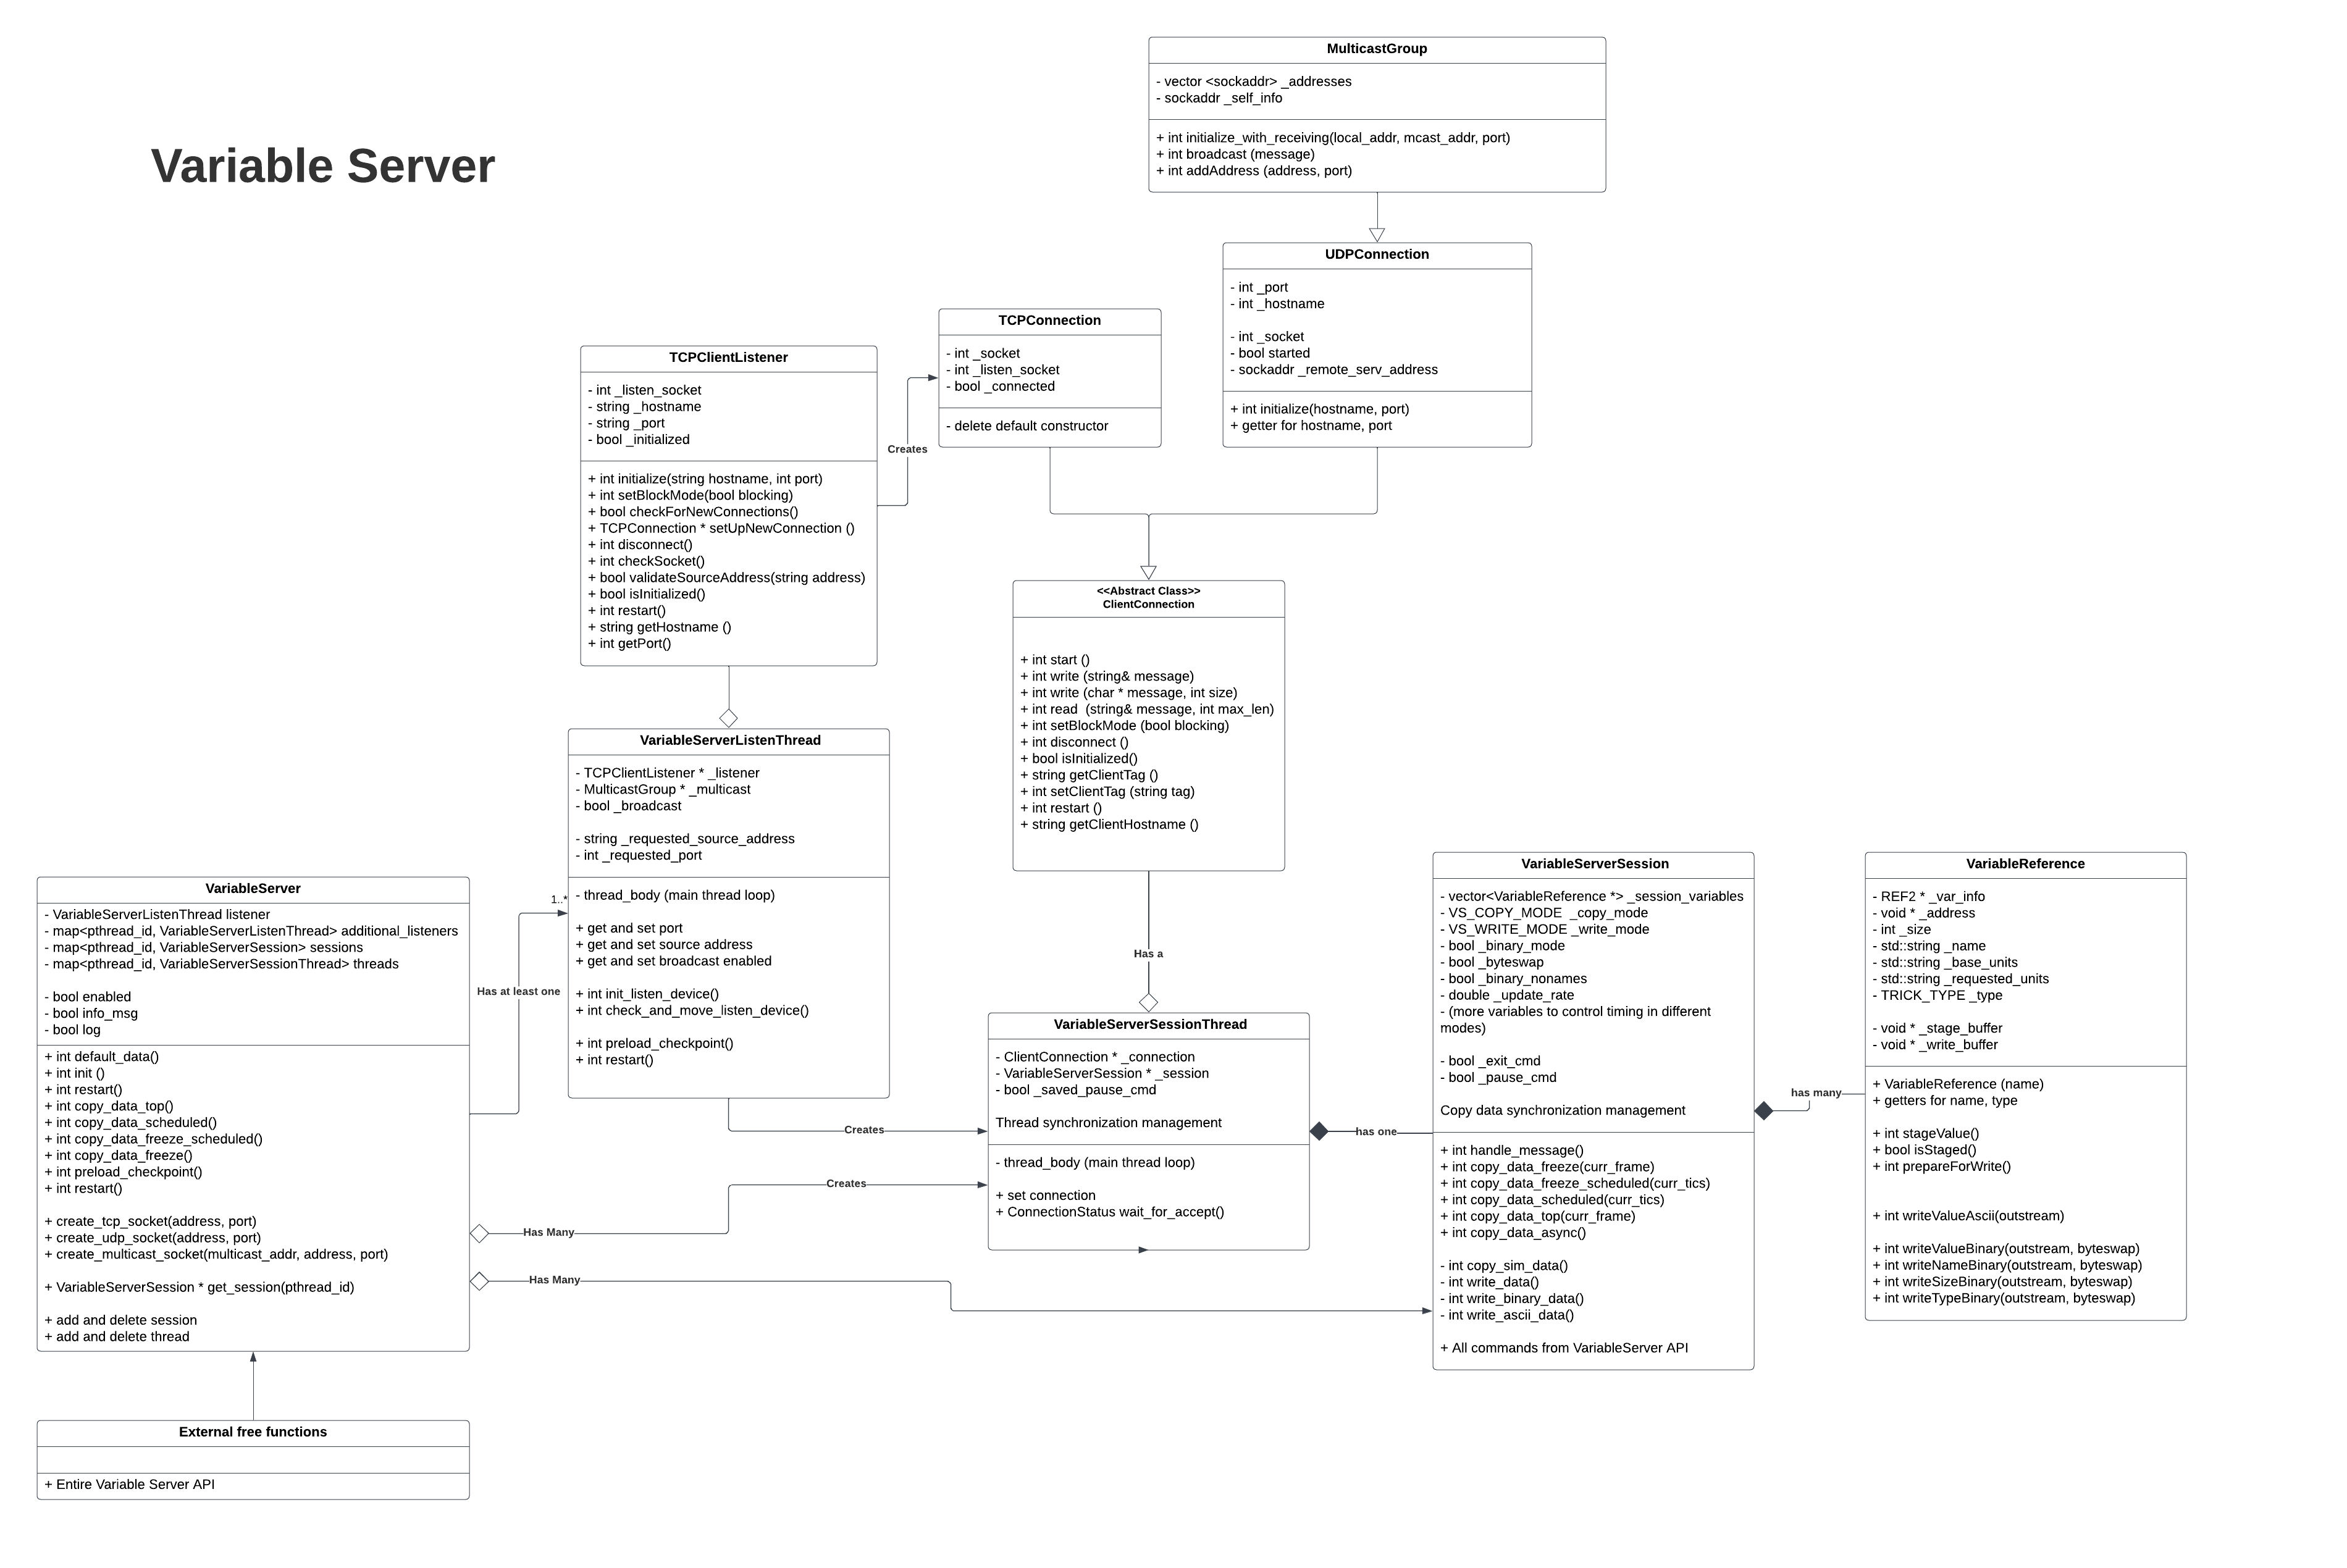 Variable Server
MulticastGroup
- vector <sockaddr> _addresses
- sockaddr _self_info
+ int initialize_with_receiving(local_addr, mcast_addr, port)
+ int broadcast (message)
+ int addAddress (address, port)
UDPConnection
- int _port
- int _hostname
- int _socket
- bool started
- sockaddr _remote_serv_address
+ int initialize(hostname, port)
+ getter for hostname, port
TCPConnection
- int _socket
- int _listen_socket
- bool _connected
- delete default constructor
TCPClientListener
- int _listen_socket
- string _hostname
- string _port
- bool _initialized
+ int initialize(string hostname, int port)
+ int setBlockMode(bool blocking)
+ bool checkForNewConnections()
+ TCPConnection * setUpNewConnection ()
+ int disconnect()
+ int checkSocket()
+ bool validateSourceAddress(string address)
+ bool isInitialized()
+ int restart()
+ string getHostname ()
+ int getPort()
Creates
<<Abstract Class>>
ClientConnection
+ int start ()
+ int write (string& message)
+ int write (char * message, int size)
+ int read  (string& message, int max_len)
+ int setBlockMode (bool blocking)
+ int disconnect ()
+ bool isInitialized()
+ string getClientTag ()
+ int setClientTag (string tag)
+ int restart ()
+ string getClientHostname ()
Has a
VariableServerListenThread
- TCPClientListener * _listener
- MulticastGroup * _multicast
- bool _broadcast
- string _requested_source_address
- int _requested_port
- thread_body (main thread loop)
+ get and set port
+ get and set source address
+ get and set broadcast enabled
+ int init_listen_device()
+ int check_and_move_listen_device()
+ int preload_checkpoint()
+ int restart()
1..*
Has at least one
VariableServer
- VariableServerListenThread listener
- map<pthread_id, VariableServerListenThread> additional_listeners
- map<pthread_id, VariableServerSession> sessions
- map<pthread_id, VariableServerSessionThread> threads
- bool enabled
- bool info_msg
- bool log
+ int default_data()
+ int init ()
+ int restart()
+ int copy_data_top()
+ int copy_data_scheduled()
+ int copy_data_freeze_scheduled()
+ int copy_data_freeze()
+ int preload_checkpoint()
+ int restart()
+ create_tcp_socket(address, port)
+ create_udp_socket(address, port)
+ create_multicast_socket(multicast_addr, address, port)
+ VariableServerSession * get_session(pthread_id)
+ add and delete session
+ add and delete thread
Creates
Has Many
Creates
Has Many
VariableServerSessionThread
- ClientConnection * _connection
- VariableServerSession * _session
- bool _saved_pause_cmd
Thread synchronization management
- thread_body (main thread loop)
+ set connection
+ ConnectionStatus wait_for_accept()
has one
VariableServerSession
- vector<VariableReference *> _session_variables
- VS_COPY_MODE  _copy_mode
- VS_WRITE_MODE _write_mode
- bool _binary_mode
- bool _byteswap
- bool _binary_nonames
- double _update_rate
- (more variables to control timing in different
modes)
- bool _exit_cmd
- bool _pause_cmd
Copy data synchronization management
+ int handle_message()
+ int copy_data_freeze(curr_frame)
+ int copy_data_freeze_scheduled(curr_tics)
+ int copy_data_scheduled(curr_tics)
+ int copy_data_top(curr_frame)
+ int copy_data_async()
- int copy_sim_data()
- int write_data()
- int write_binary_data()
- int write_ascii_data()
+ All commands from VariableServer API
has many
VariableReference
- REF2 * _var_info
- void * _address
- int _size
- std::string _name
- std::string _base_units
- std::string _requested_units
- TRICK_TYPE _type
- void * _stage_buffer
- void * _write_buffer
+ VariableReference (name)
+ getters for name, type
+ int stageValue()
+ bool isStaged()
+ int prepareForWrite()
+ int writeValueAscii(outstream)
+ int writeValueBinary(outstream, byteswap)
+ int writeNameBinary(outstream, byteswap)
+ int writeSizeBinary(outstream, byteswap)
+ int writeTypeBinary(outstream, byteswap)
External free functions
+ Entire Variable Server API